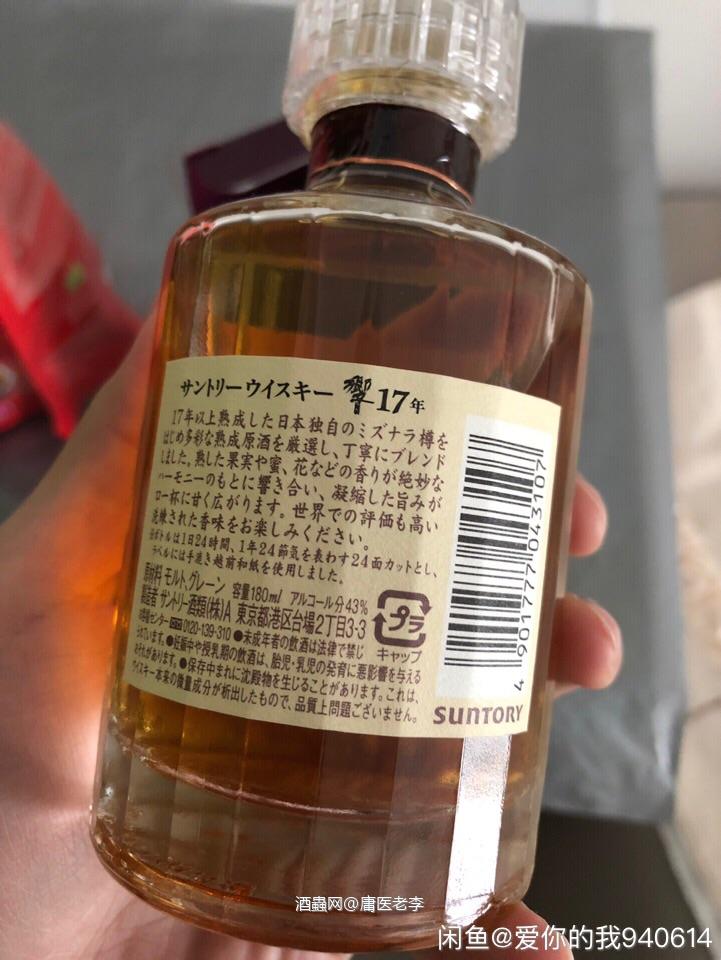 サントリーウイスキー 響 17年
17年以上熟成した日本独自のミズナラ樽を
はじめ多彩な熟成原酒を厳選し、丁寧にブレンド
しました。熟した果実や蜜、花などの香りが絶妙な
ハーモニーのもとに響き合い、凝縮した旨みが
口一杯に甘く広がります。世界での評価も高い
洗練された香味をお楽しみください。
ボトルは1日24時間、1年24節気を表わす24面カットとし、
ラベルには手漉き越前和紙を使用しました。
原材料 モルト、グレーン 容量180ml アルコール分43%
製造者 サントリー酒類(株)A 東京都港区台場2丁目3-3
お客様センター 0120-139-310 ●未成年者の飲酒は法律で禁じ
られています。●妊娠中や授乳期の飲酒は、胎児・乳児の発育に悪影響を与える
おそれがあります。●保存中まれに沈殿物を生じることがあります。これは、
ウイスキー本来の微量成分が析出したもので、品質上問題ございません。
プラ
キャップ
4 901777 043107
SUNTORY
酒蟲网@庸医老李
闲鱼@爱你的我940614